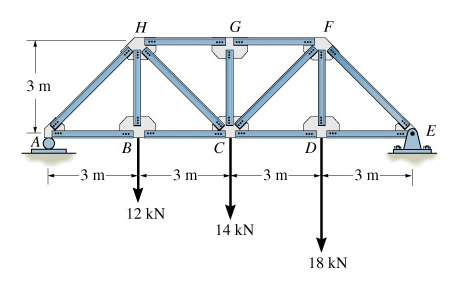 H G F
3 m
A B C D E
3 m 3 m 3 m 3 m
12 kN
14 kN
18 kN